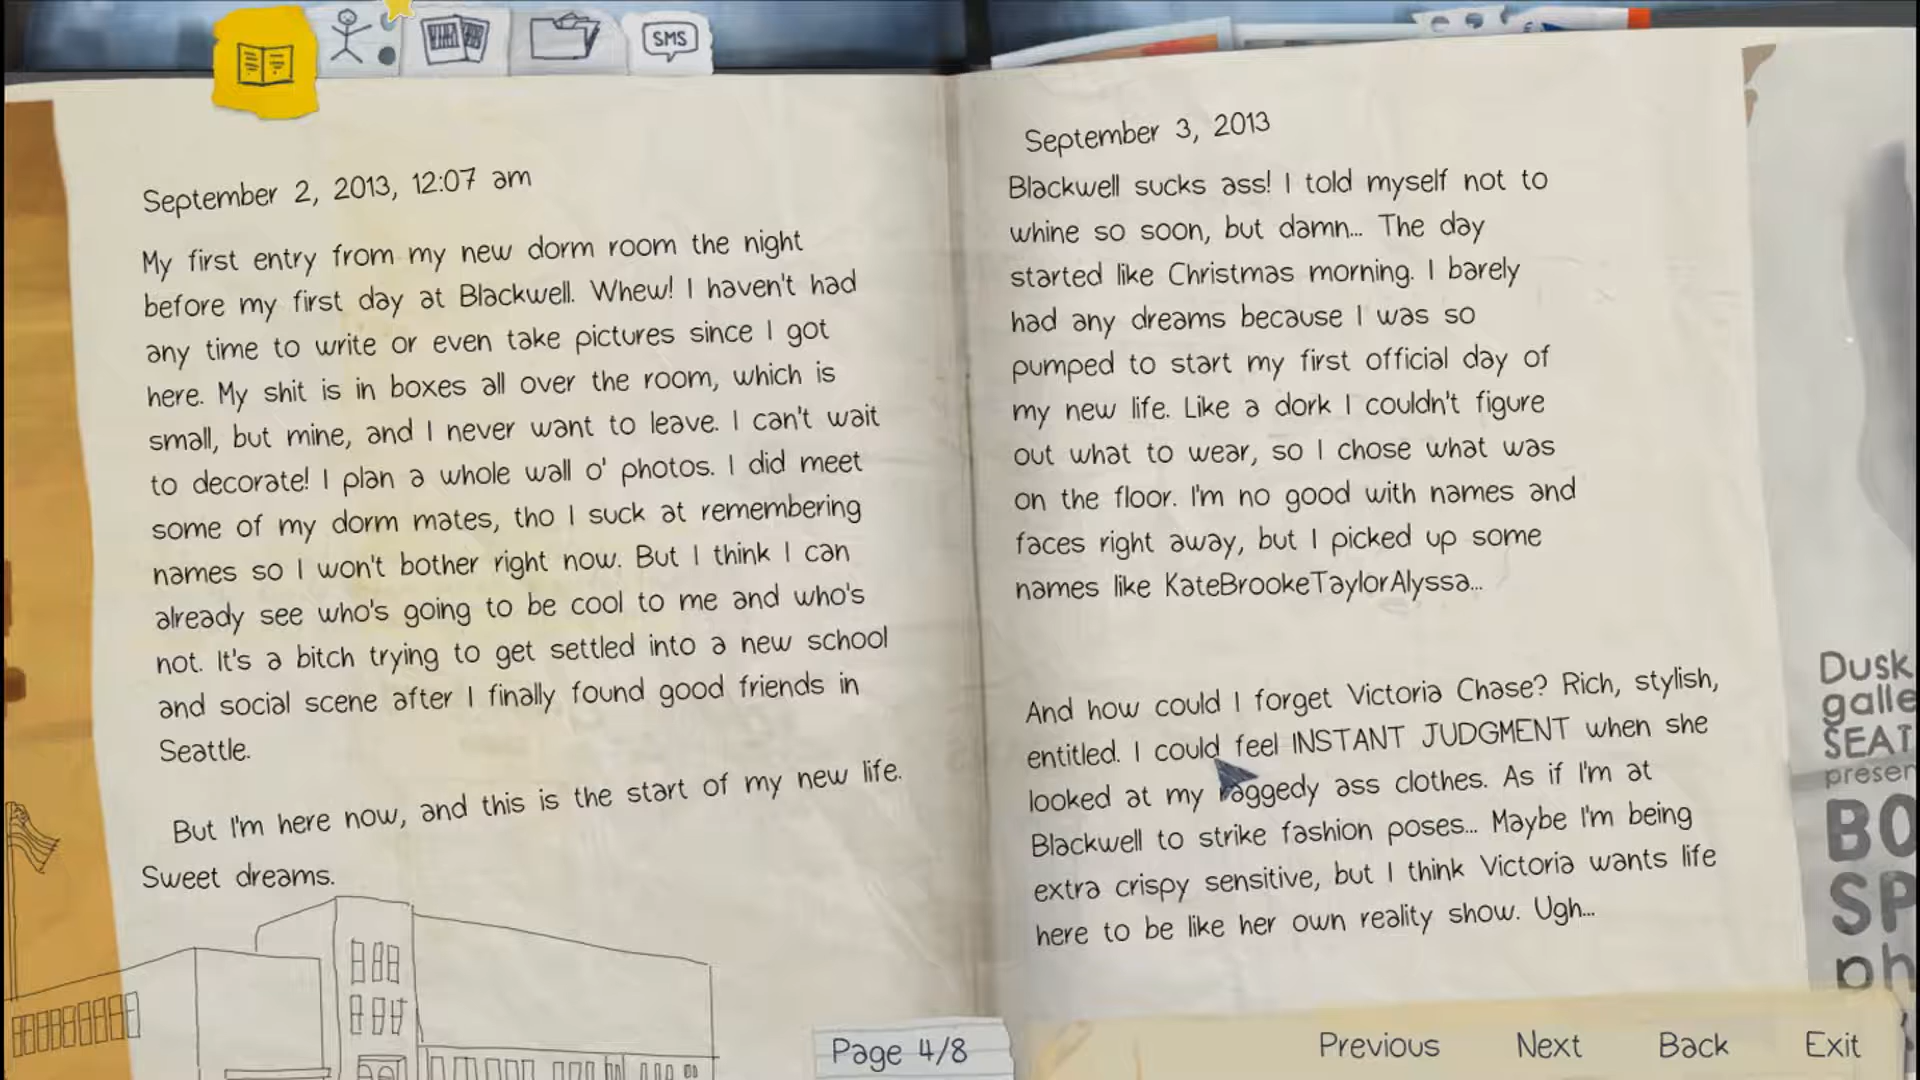 SMS
September 2, 2013, 12:07 am
My first entry from my new dorm room the night
before my first day at Blackwell. Whew! I haven't had
any time to write or even take pictures since I got
here. My shit is in boxes all over the room, which is
small, but mine, and I never want to leave. I can't wait
to decorate! I plan a whole wall o' photos. I did meet
some of my dorm mates, tho I suck at remembering
names so I won't bother right now. But I think I can
already see who's going to be cool to me and who's
not. It's a bitch trying to get settled into a new school
and social scene after I finally found good friends in
Seattle.
But I'm here now, and this is the start of my new life.
Sweet dreams.
September 3, 2013
Blackwell sucks ass! I told myself not to
whine so soon, but damn... The day
started like Christmas morning. I barely
had any dreams because I was so
pumped to start my first official day of
my new life. Like a dork I couldn't figure
out what to wear, so I chose what was
on the floor. I'm no good with names and
faces right away, but I picked up some
names like KateBrookeTaylorAlyssa...
And how could I forget Victoria Chase? Rich, stylish,
entitled. I could feel INSTANT JUDGMENT when she
looked at my raggedy ass clothes. As if I'm at
Blackwell to strike fashion poses... Maybe I'm being
extra crispy sensitive, but I think Victoria wants life
here to be like her own reality show. Ugh...
Dusk
galle
SEAT
presen
BO
SP
ph
Page 4/8
Previous Next Back Exit